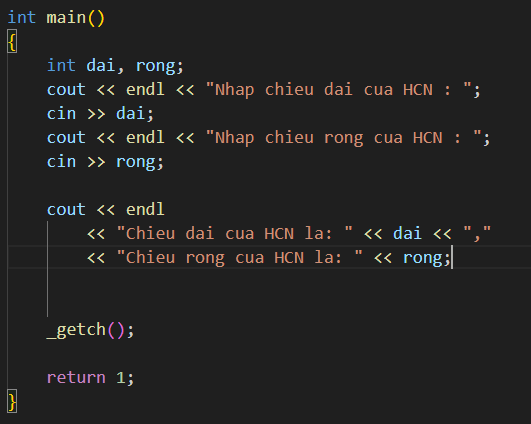 int main()
{
int dai, rong;
cout << endl << "Nhap chieu dai cua HCN : ";
cin >> dai;
cout << endl << "Nhap chieu rong cua HCN : ";
cin >> rong;
cout << endl
<< "Chieu dai cua HCN la: " << dai << ","
<< "Chieu rong cua HCN la: " << rong;
_getch();
return 1;
}